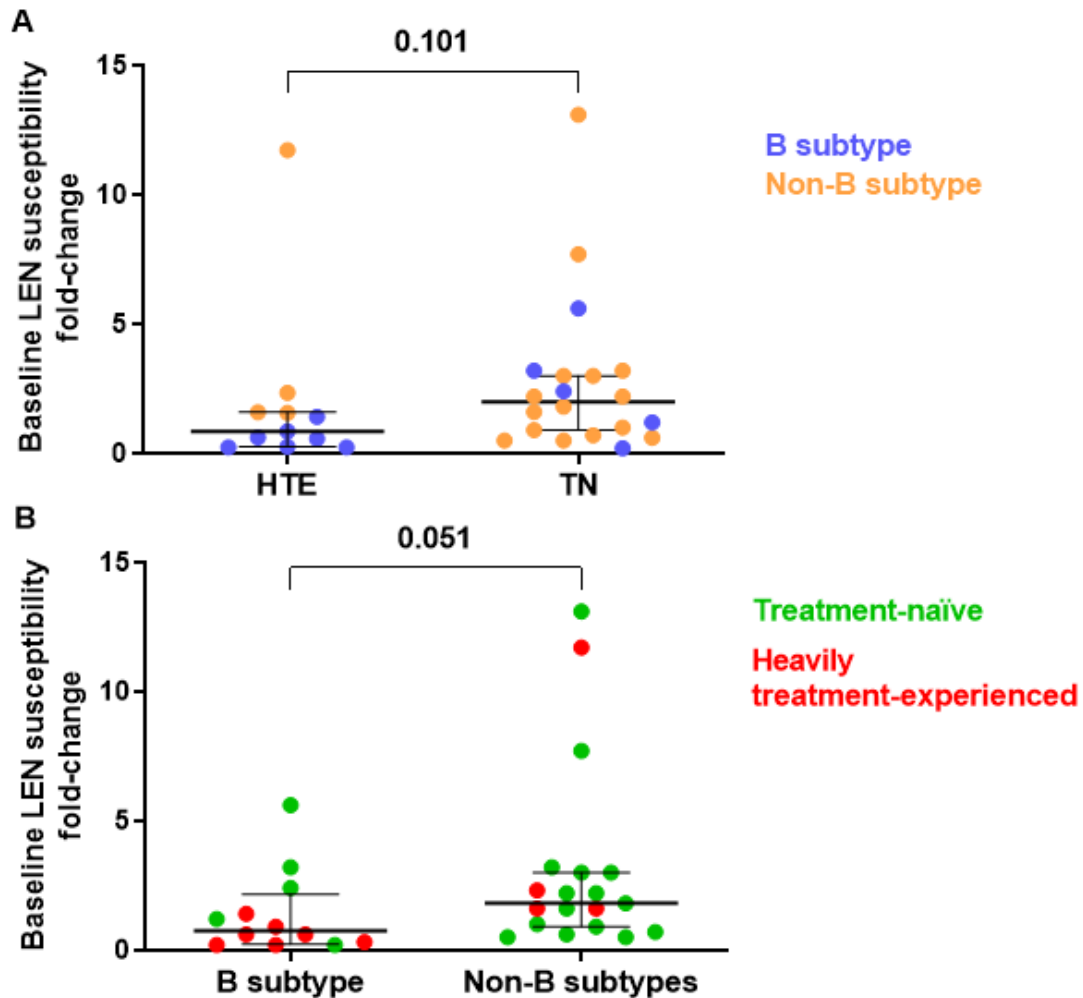 A
0.101
15
10
5
0
Baseline LEN susceptibility
fold-change
HTE
TN
B subtype
Non-B subtype
B
0.051
15
10
5
0
Baseline LEN susceptibility
fold-change
B subtype
Non-B subtypes
Treatment-naïve
Heavily
treatment-experienced